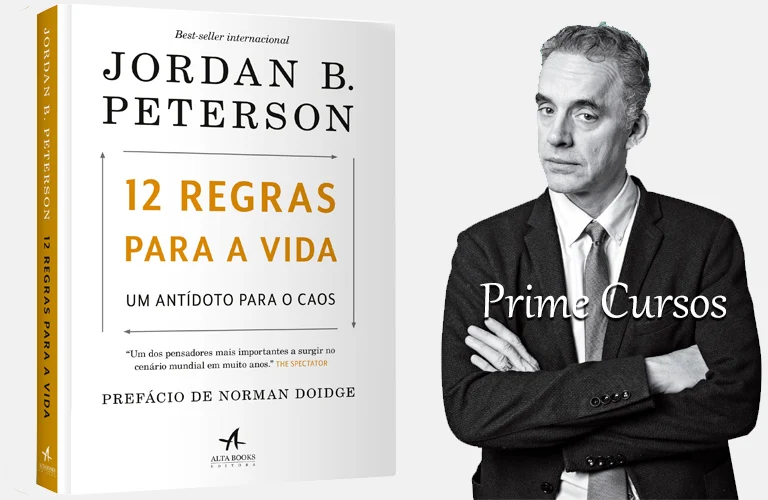 JORDAN B. PETERSON 12 REGRAS PARA A VIDA
ALTA BOOKS
Best-seller internacional
JORDAN B.
PETERSON
12 REGRAS
PARA A VIDA
UM ANTÍDOTO PARA O CAOS
“Um dos pensadores mais importantes a surgir no
cenário mundial em muito anos.” THE SPECTATOR
PREFÁCIO DE NORMAN DOIDGE
ALTA BOOKS
EDITORA
Prime Cursos